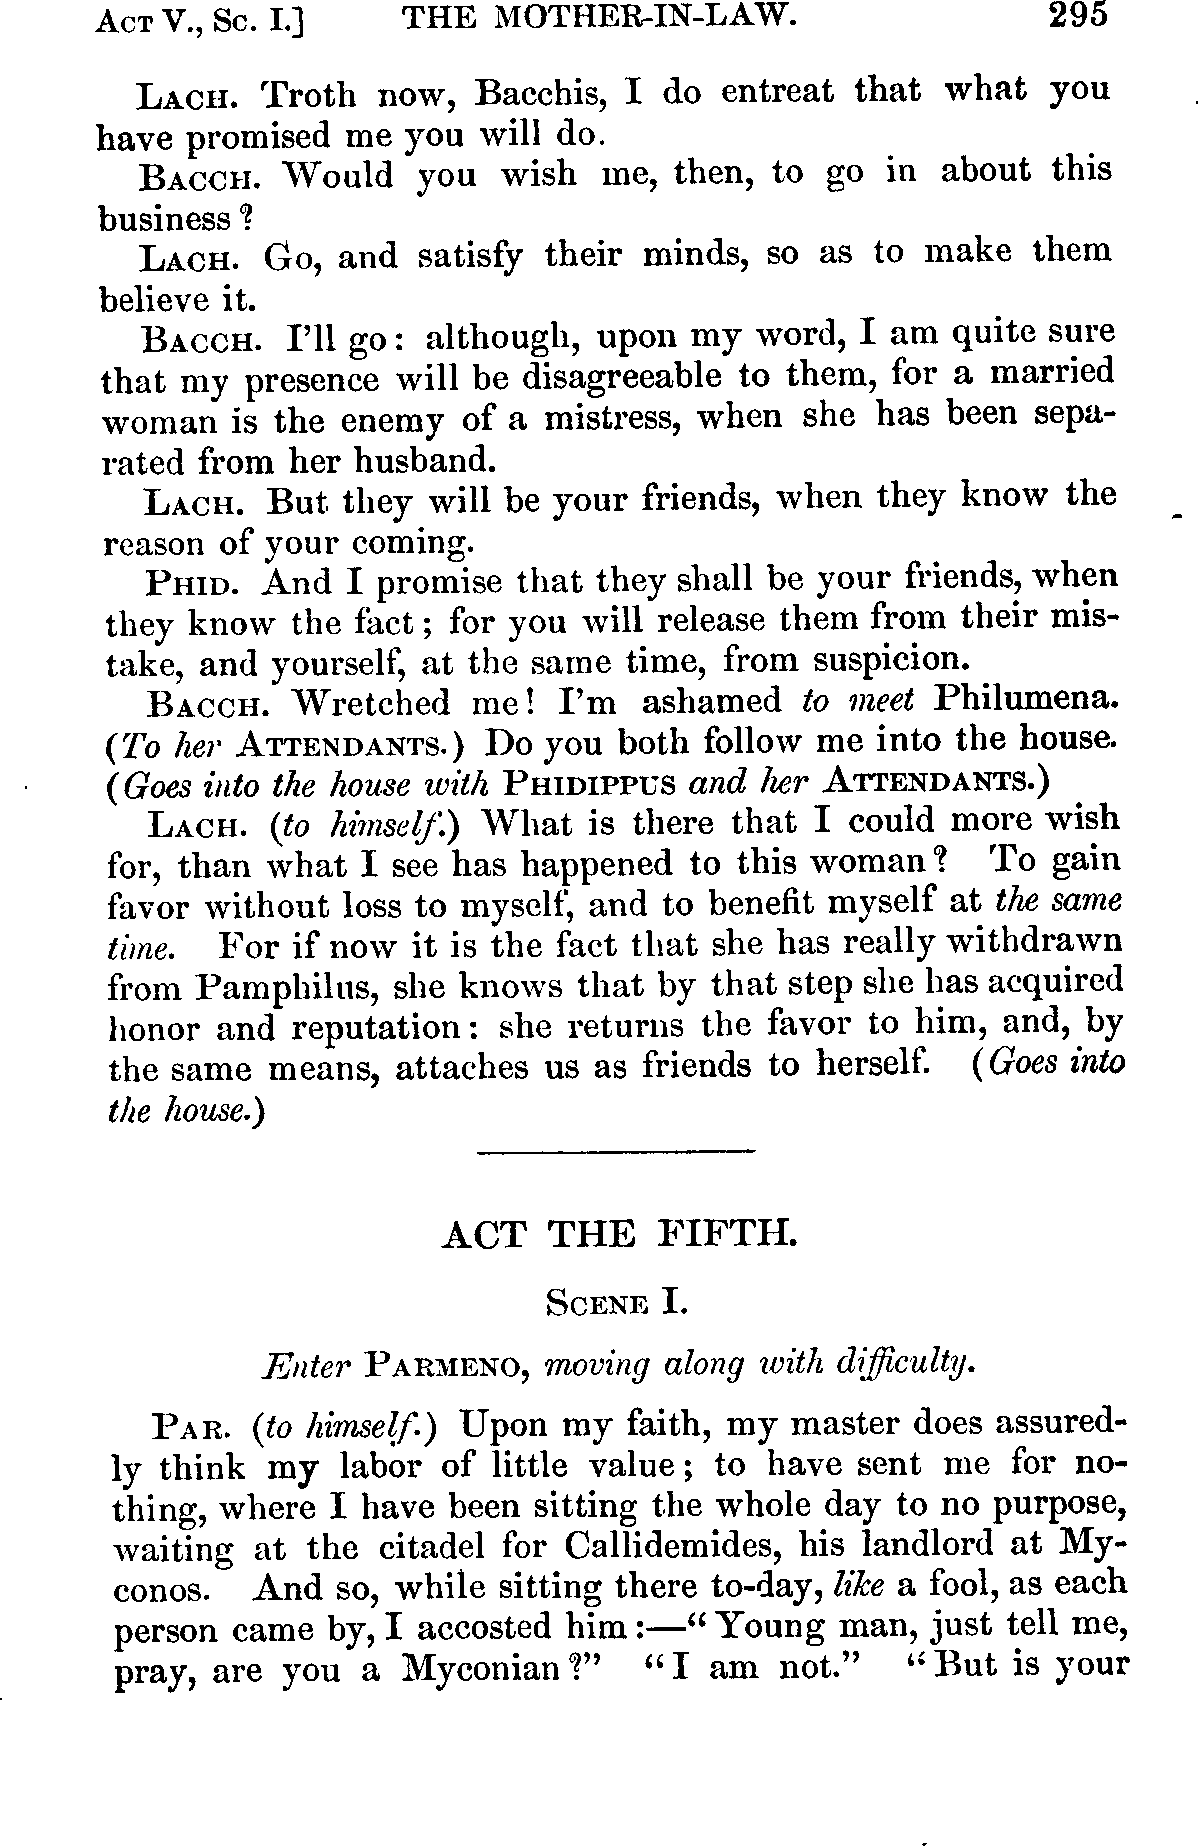 ACT V., SC. I.] THE MOTHER-IN-LAW. 295
LACH. Troth now, Bacchis, I do entreat that what you
have promised me you will do.
BACCH. Would you wish me, then, to go in about this
business?
LACH. Go, and satisfy their minds, so as to make them
believe it.
BACCH. I'll go: although, upon my word, I am quite sure
that my presence will be disagreeable to them, for a married
woman is the enemy of a mistress, when she has been sepa-
rated from her husband.
LACH. But they will be your friends, when they know the
reason of your coming.
PHID. And I promise that they shall be your friends, when
they know the fact; for you will release them from their mis-
take, and yourself, at the same time, from suspicion.
BACCH. Wretched me! I'm ashamed to meet Philumena.
(To her ATTENDANTS.) Do you both follow me into the house.
(Goes into the house with PHIDIPPUS and her ATTENDANTS.)
LACH. (to himself.) What is there that I could more wish
for, than what I see has happened to this woman? To gain
favor without loss to myself, and to benefit myself at the same
time. For if now it is the fact that she has really withdrawn
from Pamphilus, she knows that by that step she has acquired
honor and reputation: she returns the favor to him, and, by
the same means, attaches us as friends to herself. (Goes into
the house.)
ACT THE FIFTH.
SCENE I.
Enter PARMENO, moving along with difficulty.
PAR. (to himself.) Upon my faith, my master does assured-
ly think my labor of little value; to have sent me for no-
thing, where I have been sitting the whole day to no purpose,
waiting at the citadel for Callidemides, his landlord at My-
conos. And so, while sitting there to-day, like a fool, as each
person came by, I accosted him:—"Young man, just tell me,
pray, are you a Myconian?" "I am not." "But is your